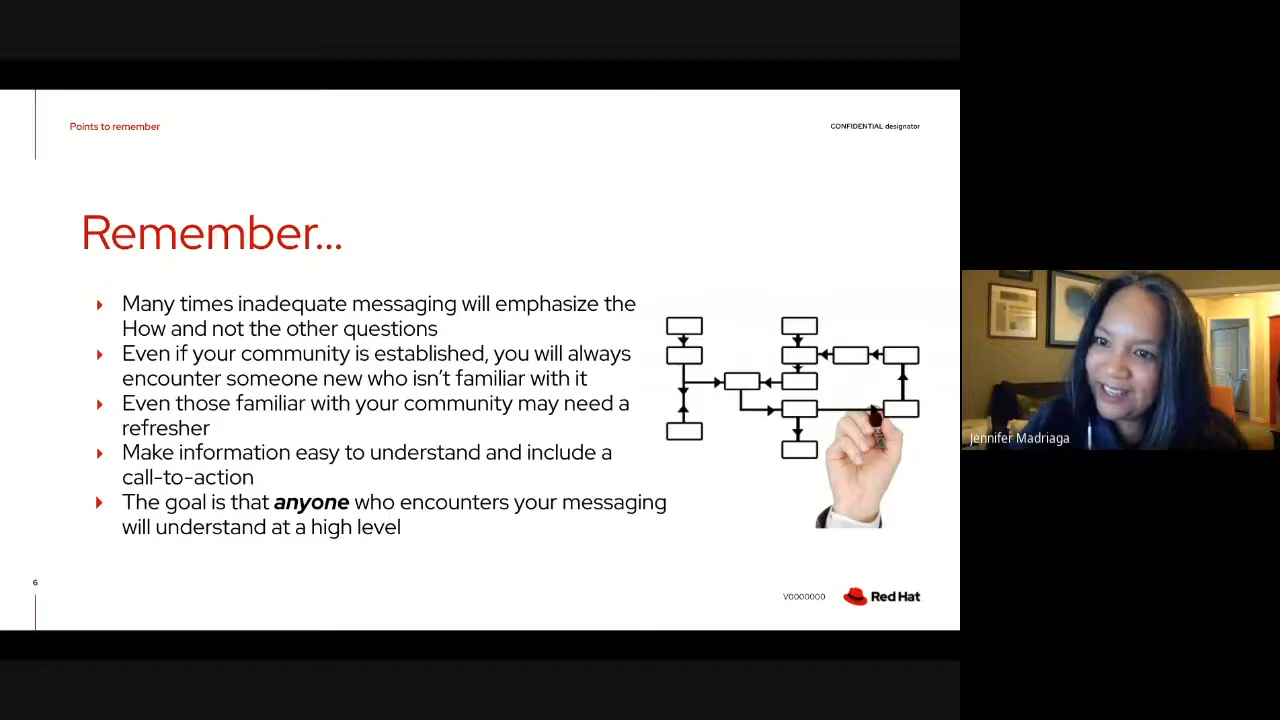 Points to remember
CONFIDENTIAL designator
Remember...
Many times inadequate messaging will emphasize the
How and not the other questions
Even if your community is established, you will always
encounter someone new who isn't familiar with it
Even those familiar with your community may need a
refresher
Make information easy to understand and include a
call-to-action
The goal is that anyone who encounters your messaging
will understand at a high level
6
V0000000
Red Hat
Jennifer Madriaga